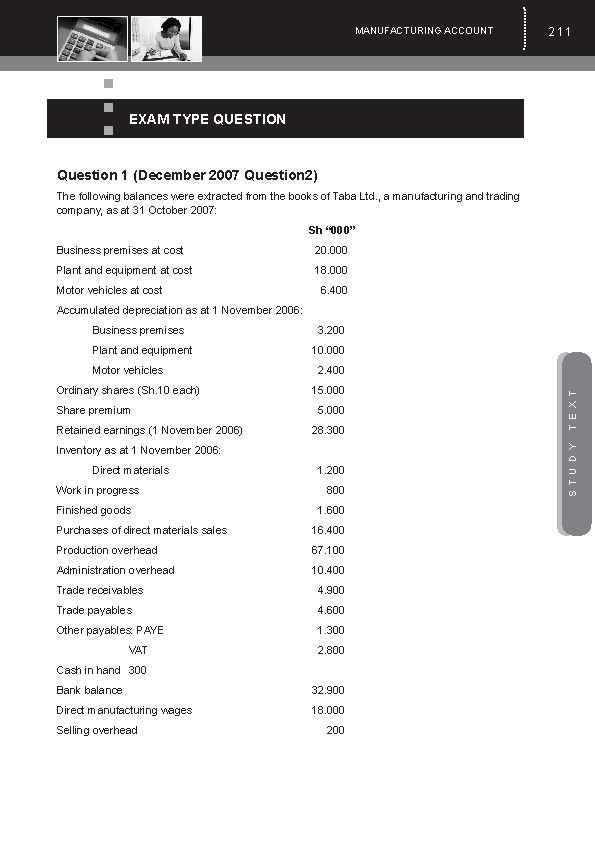 MANUFACTURING ACCOUNT 211
EXAM TYPE QUESTION
Question 1 (December 2007 Question2)
The following balances were extracted from the books of Taba Ltd., a manufacturing and trading
company, as at 31 October 2007:
Sh “000”
Business premises at cost 20.000
Plant and equipment at cost 18.000
Motor vehicles at cost 6.400
Accumulated depreciation as at 1 November 2006:
Business premises 3.200
Plant and equipment 10.000
Motor vehicles 2.400
Ordinary shares (Sh.10 each) 15.000
Share premium 5.000
Retained earnings (1 November 2006) 28.300
Inventory as at 1 November 2006:
Direct materials 1.200
Work in progress 800
Finished goods 1.600
Purchases of direct materials sales 16.400
Production overhead 67.100
Administration overhead 10.400
Trade receivables 4.900
Trade payables 4.600
Other payables: PAYE 1.300
VAT 2.800
Cash in hand 300
Bank balance 32.900
Direct manufacturing wages 18.000
Selling overhead 200
STUDY TEXT